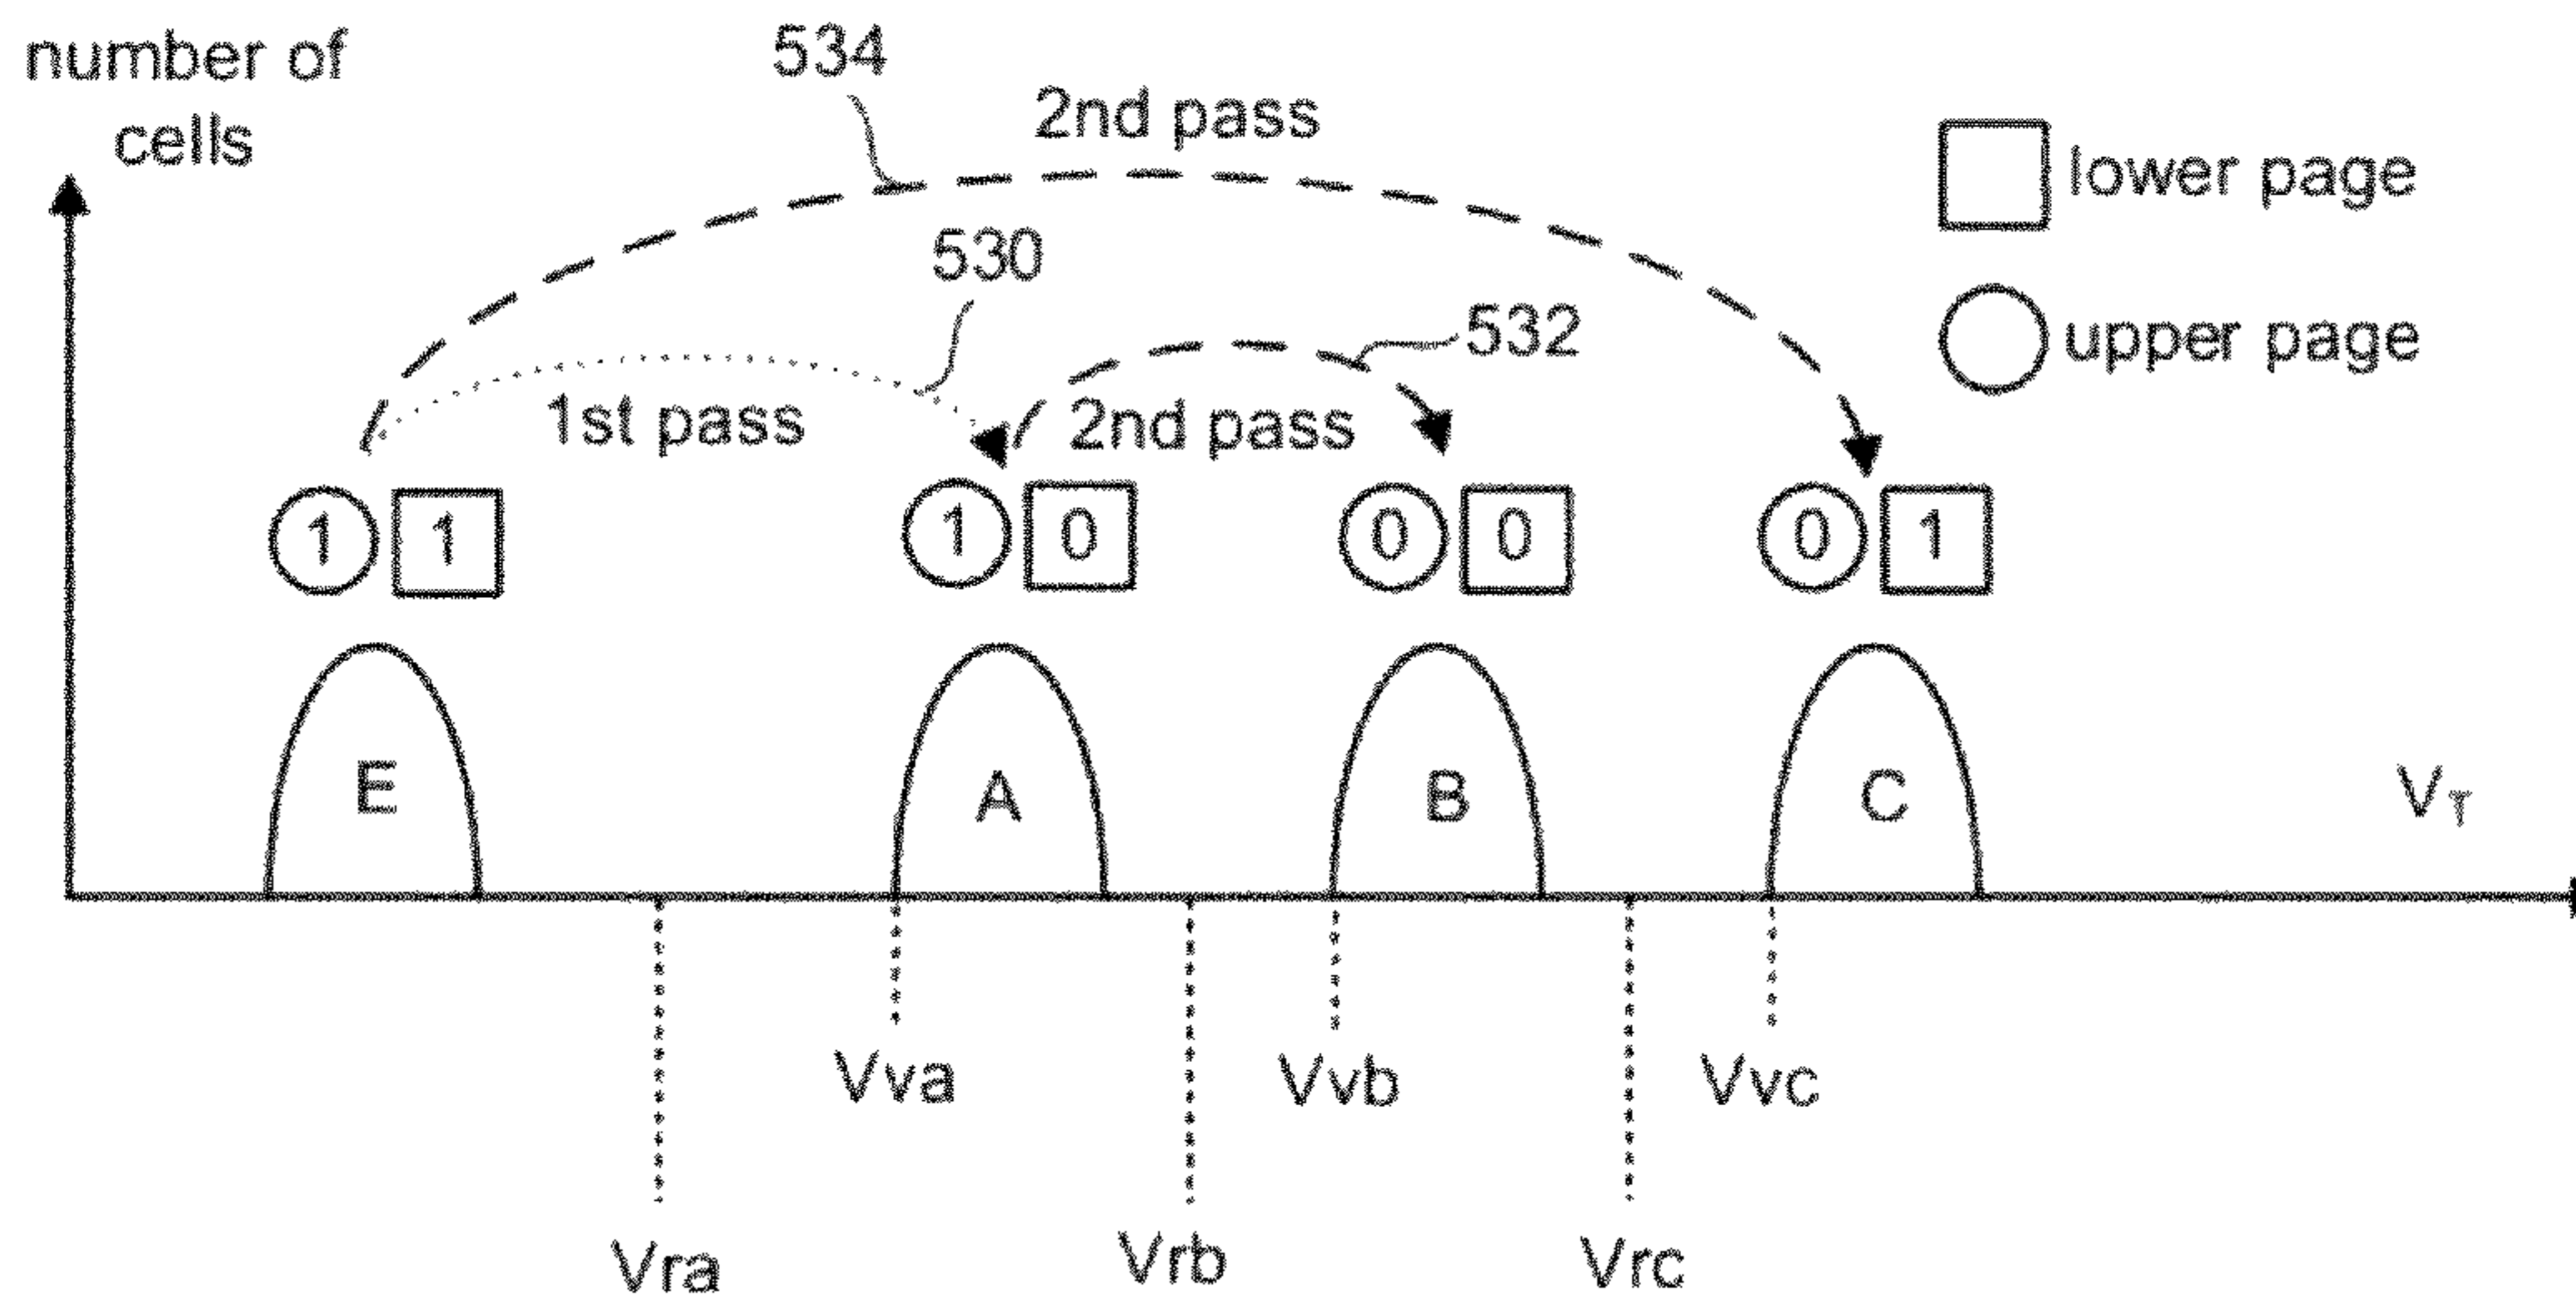 number of
cells
534
2nd pass
lower page
530
upper page
532
1st pass
2nd pass
1 1
1 0
0 0
0 1
E
A
B
C
VT
Vva
Vvb
Vvc
Vra
Vrb
Vrc